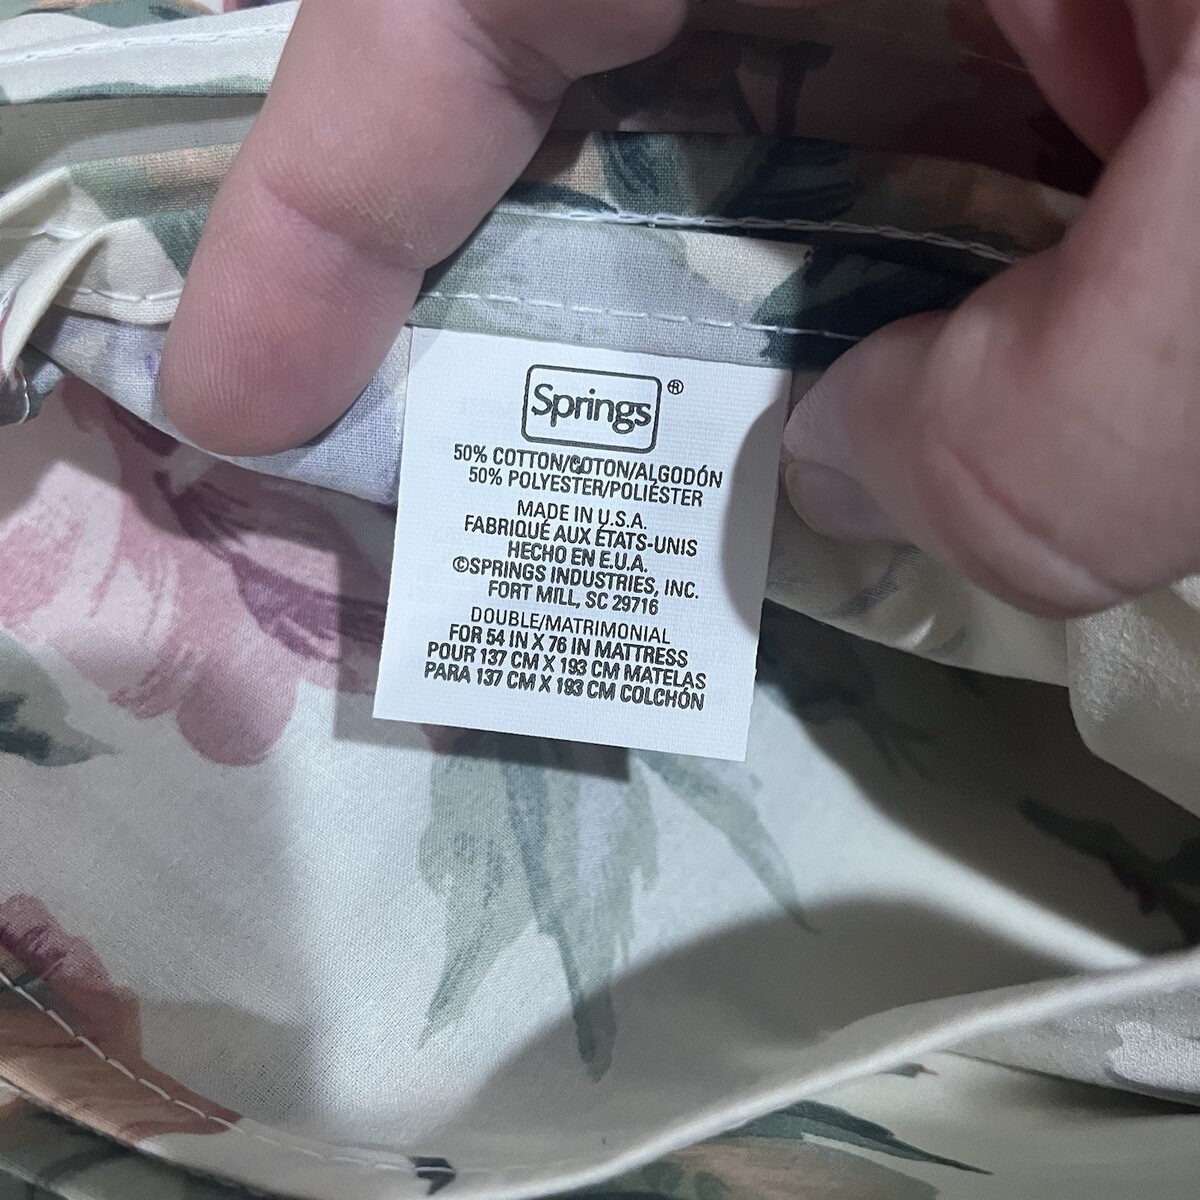 Springs®
50% COTTON/COTON/ALGODÓN
50% POLYESTER/POLIÉSTER
MADE IN U.S.A.
FABRIQUÉ AUX ÉTATS-UNIS
HECHO EN E.U.A.
©SPRINGS INDUSTRIES, INC.
FORT MILL, SC 29716
DOUBLE/MATRIMONIAL
FOR 54 IN X 76 IN MATTRESS
POUR 137 CM X 193 CM MATELAS
PARA 137 CM X 193 CM COLCHÓN